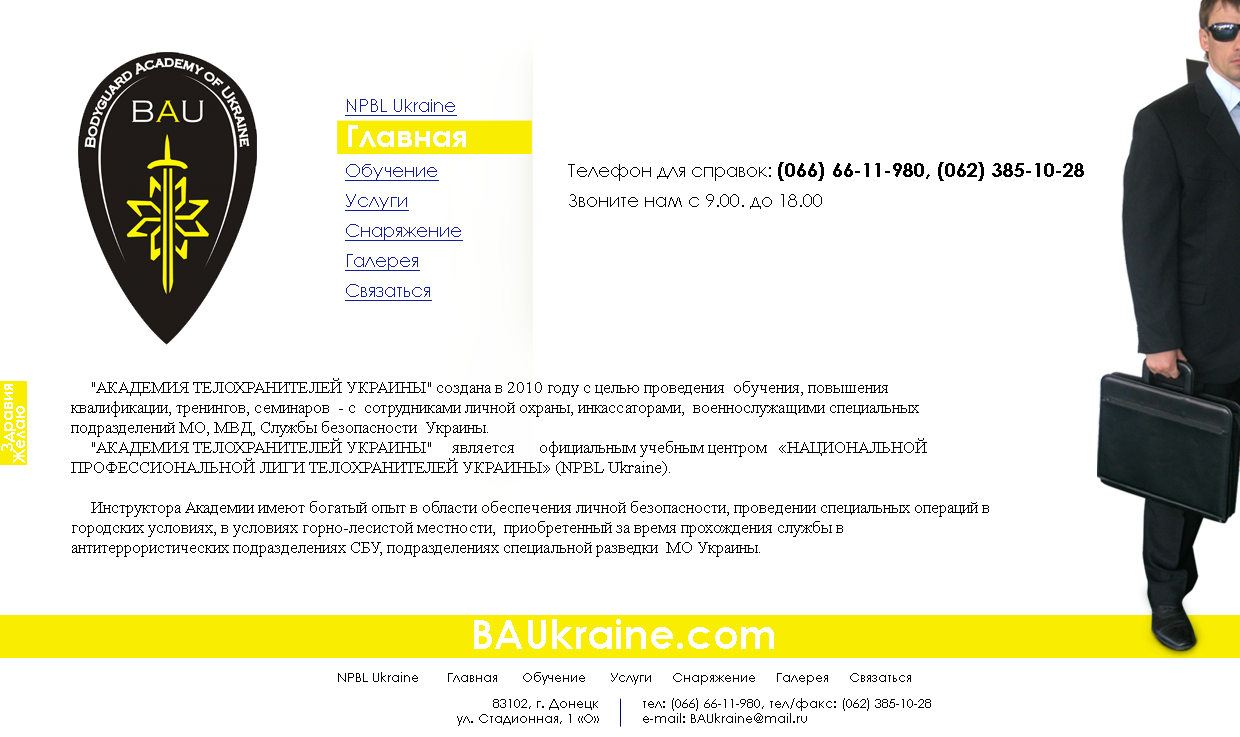 BODYGUARD ACADEMY OF UKRAINE
BAU
NPBL Ukraine
Главная
Обучение
Услуги
Снаряжение
Галерея
Связаться
Телефон для справок: (066) 66-11-980, (062) 385-10-28
Звоните нам с 9.00. до 18.00
Здравия
Желаю
"АКАДЕМИЯ ТЕЛОХРАНИТЕЛЕЙ УКРАИНЫ" создана в 2010 году с целью проведения обучения, повышения
квалификации, тренингов, семинаров - с сотрудниками личной охраны, инкассаторами, военнослужащими специальных
подразделений МО, МВД, Службы безопасности Украины.
"АКАДЕМИЯ ТЕЛОХРАНИТЕЛЕЙ УКРАИНЫ" является официальным учебным центром «НАЦИОНАЛЬНОЙ
ПРОФЕССИОНАЛЬНОЙ ЛИГИ ТЕЛОХРАНИТЕЛЕЙ УКРАИНЫ» (NPBL Ukraine).
Инструктора Академии имеют богатый опыт в области обеспечения личной безопасности, проведении специальных операций в
городских условиях, в условиях горно-лесистой местности, приобретенный за время прохождения службы в
антитеррористических подразделениях СБУ, подразделениях специальной разведки МО Украины.
BAUkraine.com
NPBL Ukraine Главная Обучение Услуги Снаряжение Галерея Связаться
83102, г. Донецк
ул. Стадионная, 1 «О»
тел: (066) 66-11-980, тел/факс: (062) 385-10-28
e-mail: BAUkraine@mail.ru